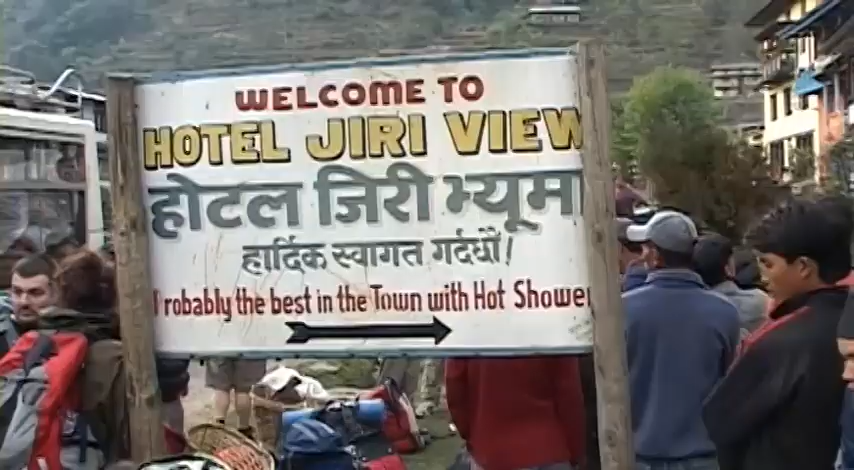 WELCOME TO
HOTEL JIRI VIEW
होटल जिरी भ्यूमा
हार्दिक स्वागत गर्दछौं !
Probably the best in the Town with Hot Shower